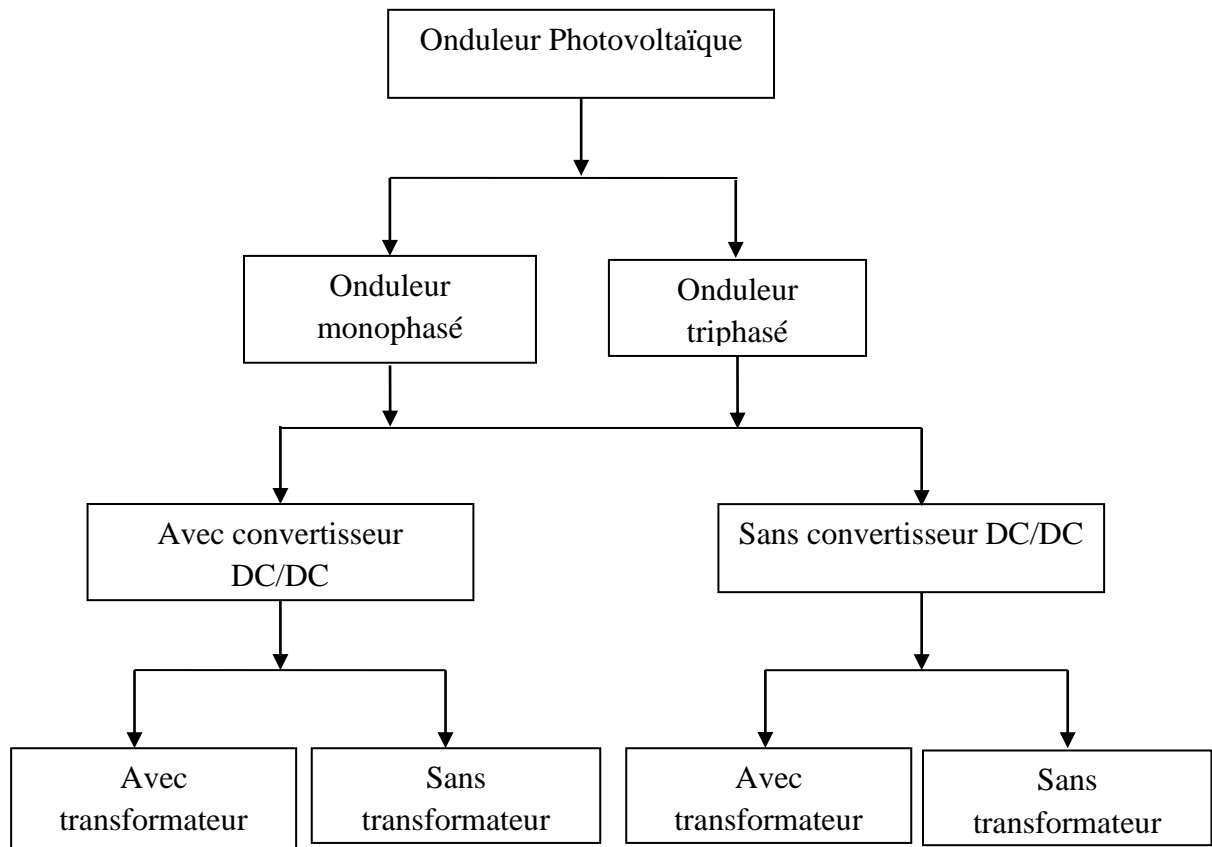 Onduleur Photovoltaïque
Onduleur
monophasé
Onduleur
triphasé
Avec convertisseur
DC/DC
Sans convertisseur DC/DC
Avec
transformateur
Sans
transformateur
Avec
transformateur
Sans
transformateur